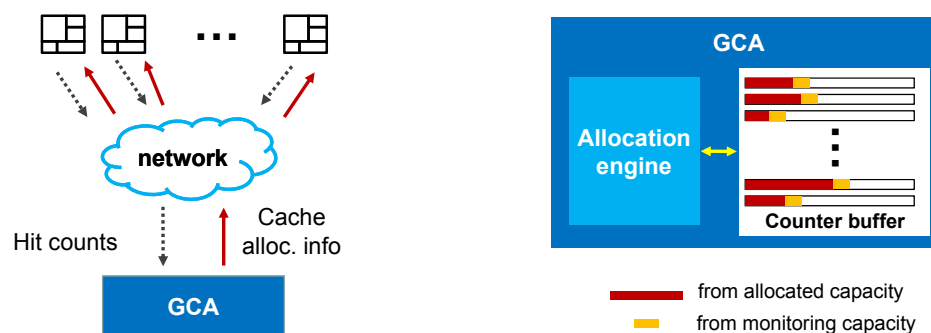 ...
network
Hit counts
Cache
alloc. info
GCA
GCA
Allocation
engine
Counter buffer
from allocated capacity
from monitoring capacity